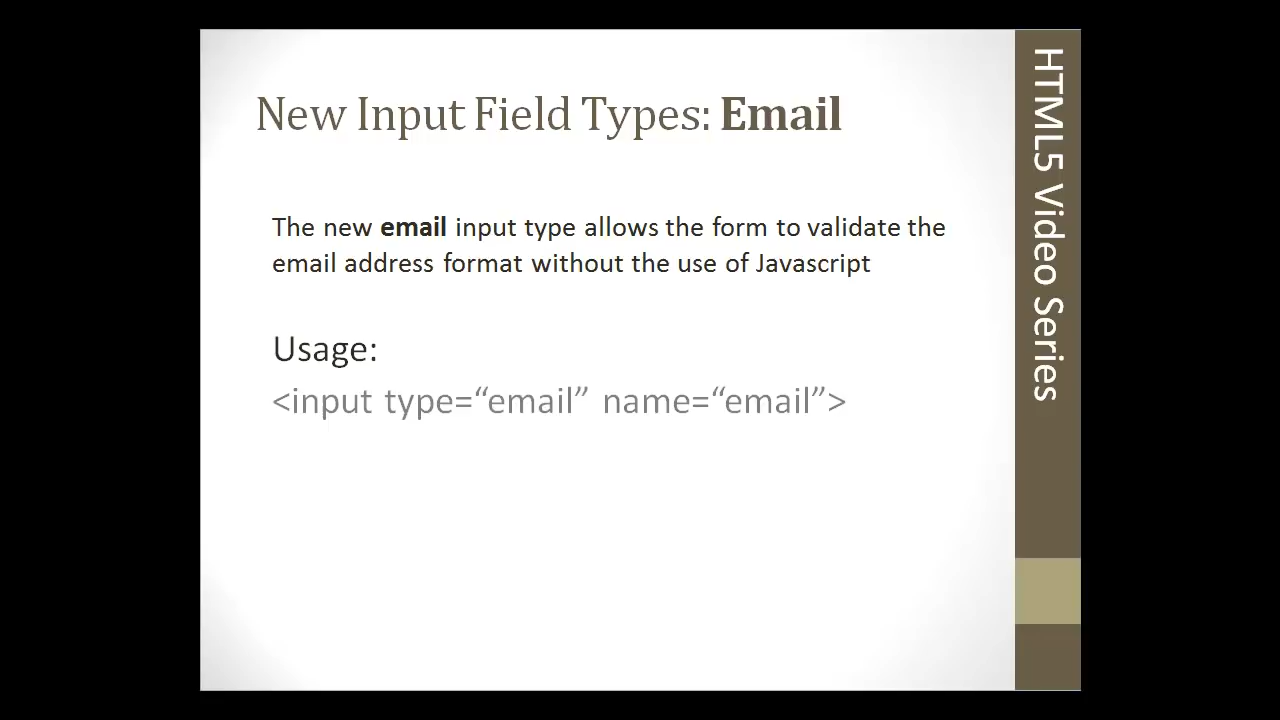 New Input Field Types: Email
The new email input type allows the form to validate the
email address format without the use of Javascript
Usage:
<input type=“email” name=“email”>
HTML5 Video Series